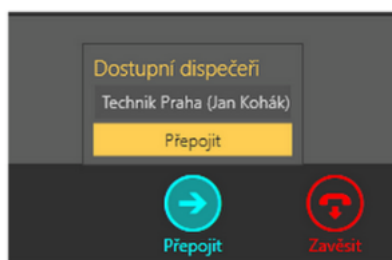 Dostupní dispečeři
Technik Praha (Jan Kohák)
Přepojit
Přepojit
Zavěsit